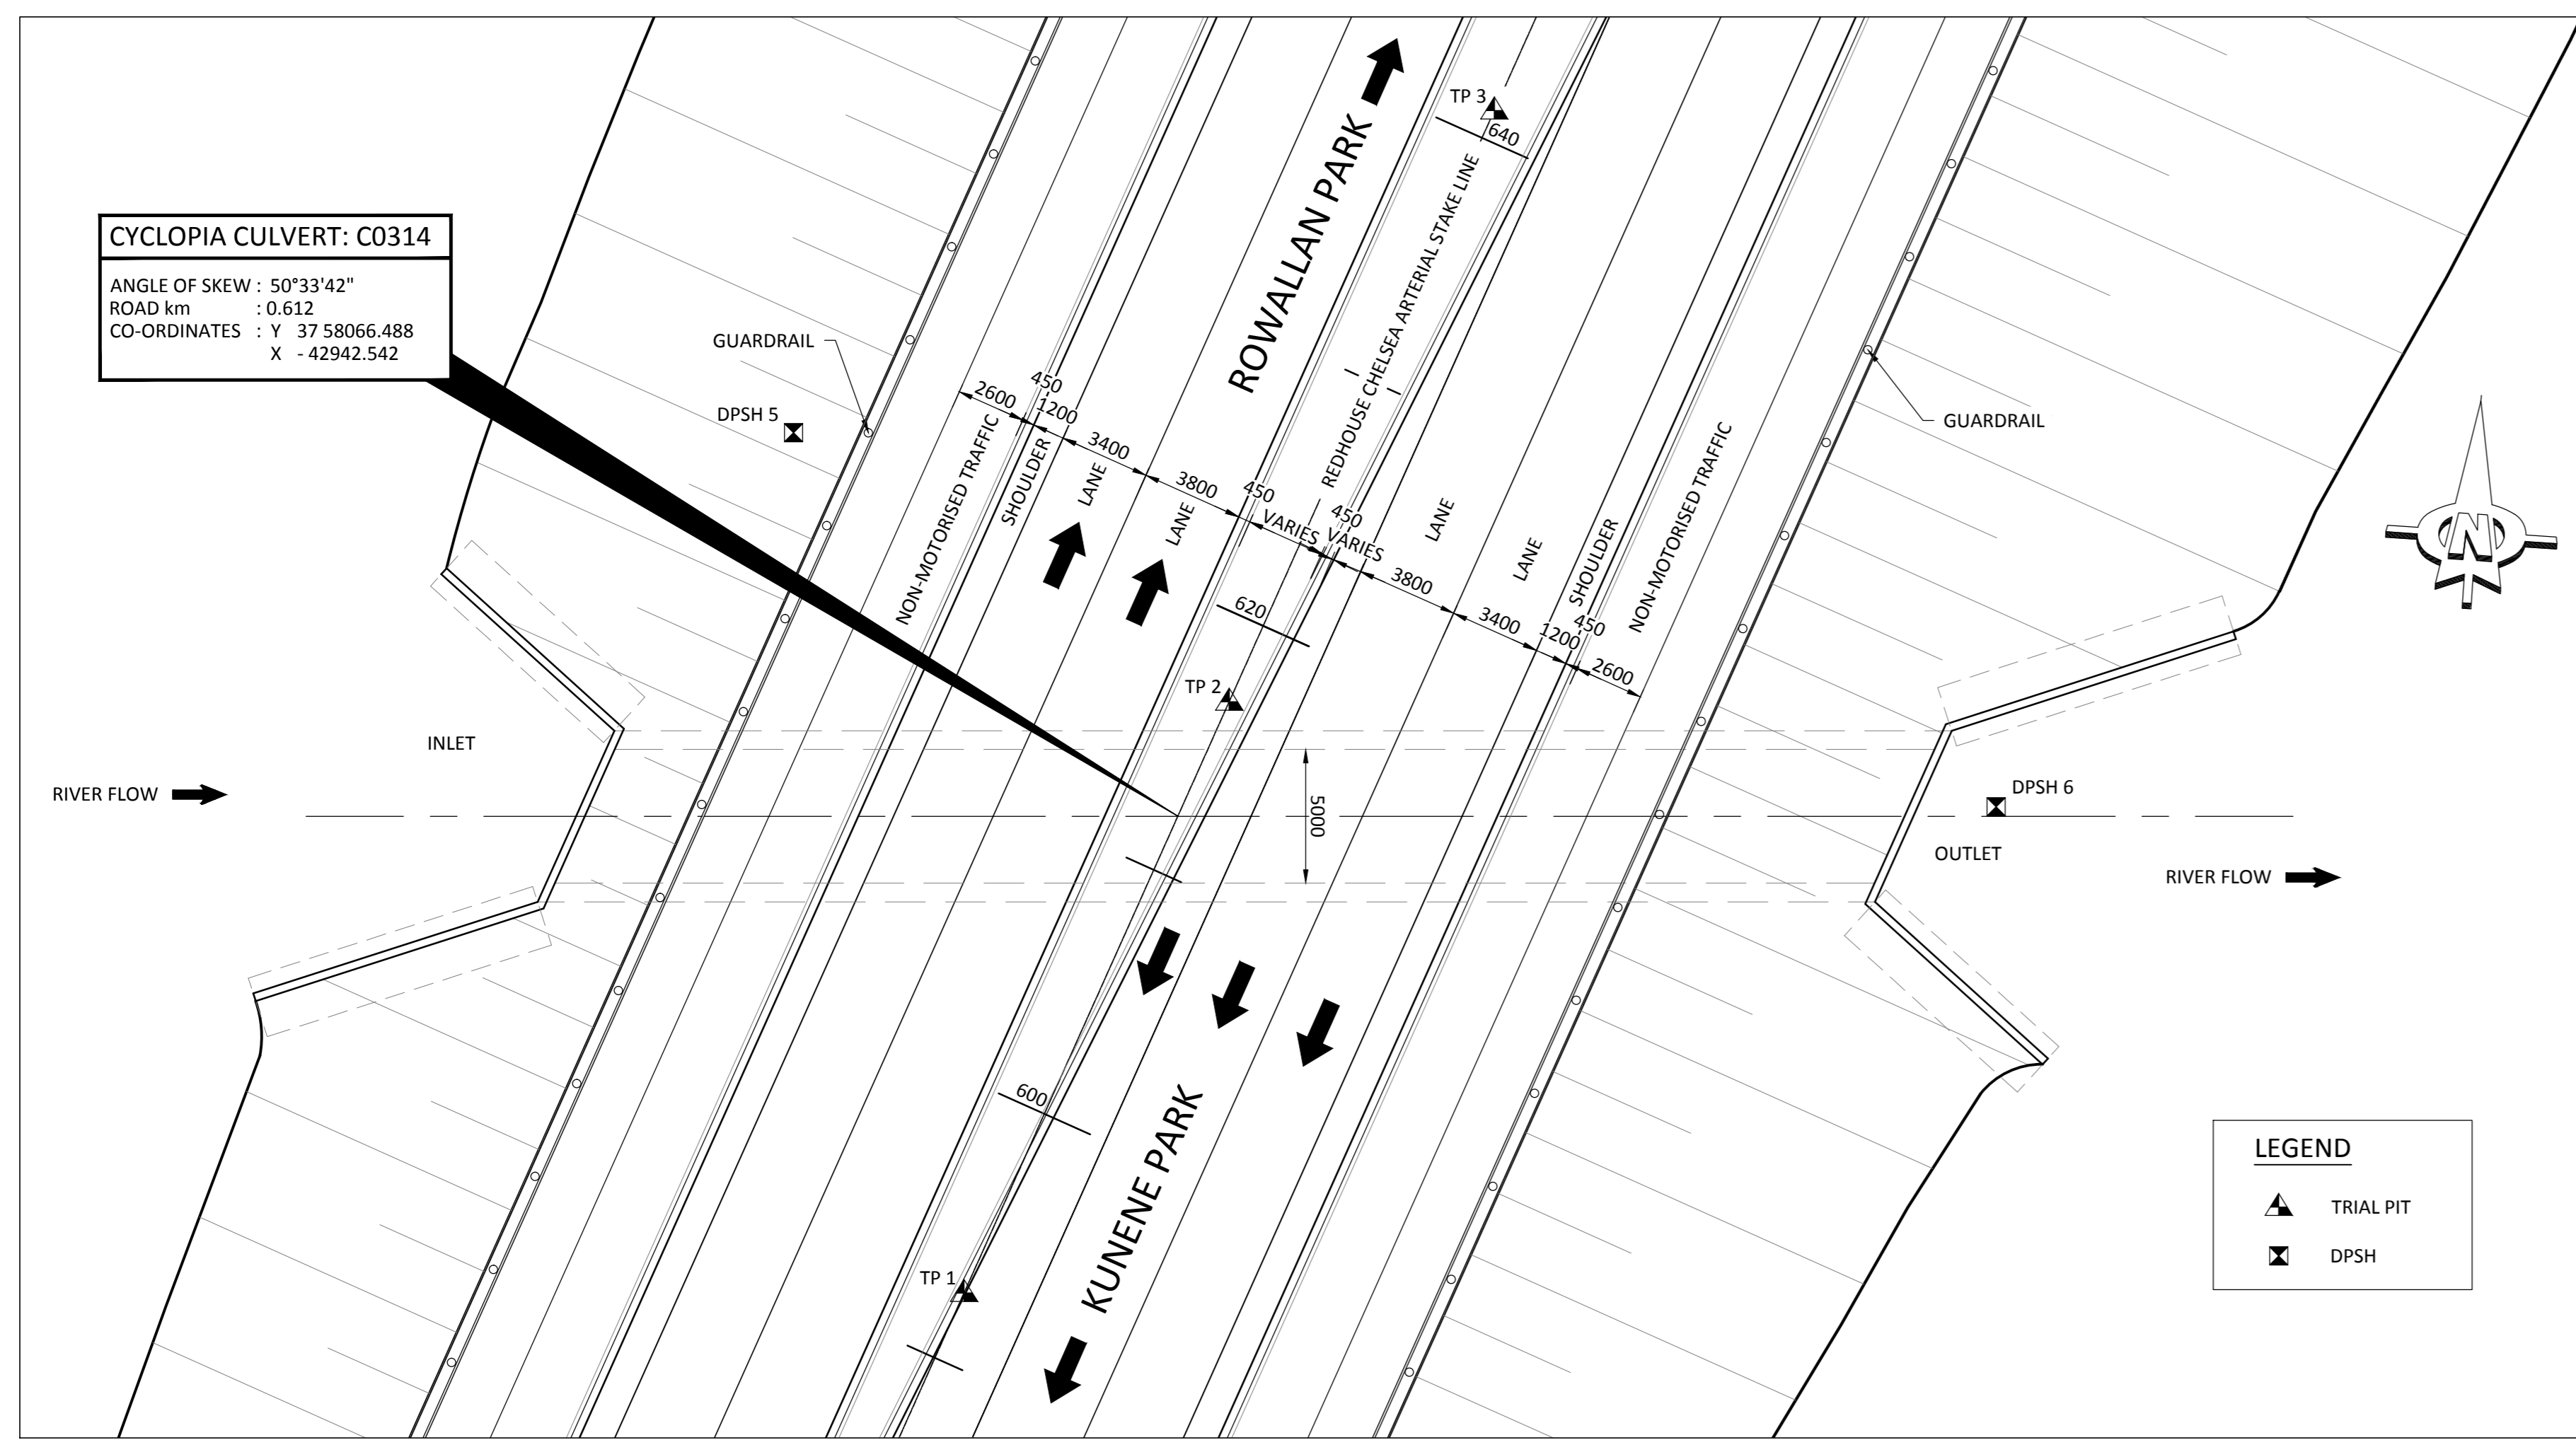 CYCLOPIA CULVERT: C0314
ANGLE OF SKEW : 50°33'42"
ROAD km : 0.612
CO-ORDINATES : Y 37 58066.488
X - 42942.542
ROWALLAN PARK
TP 3
640
REDHOUSE CHELSEA ARTERIAL STAKE LINE
GUARDRAIL
DPSH 5
GUARDRAIL
2600
450
1200
3400
3800
450
VARIES
450
VARIES
3800
3400
1200
450
2600
NON-MOTORISED TRAFFIC
SHOULDER
LANE
LANE
LANE
LANE
SHOULDER
NON-MOTORISED TRAFFIC
N
620
TP 2
INLET
RIVER FLOW
5000
DPSH 6
OUTLET
RIVER FLOW
600
KUNENE PARK
TP 1
LEGEND
TRIAL PIT
DPSH